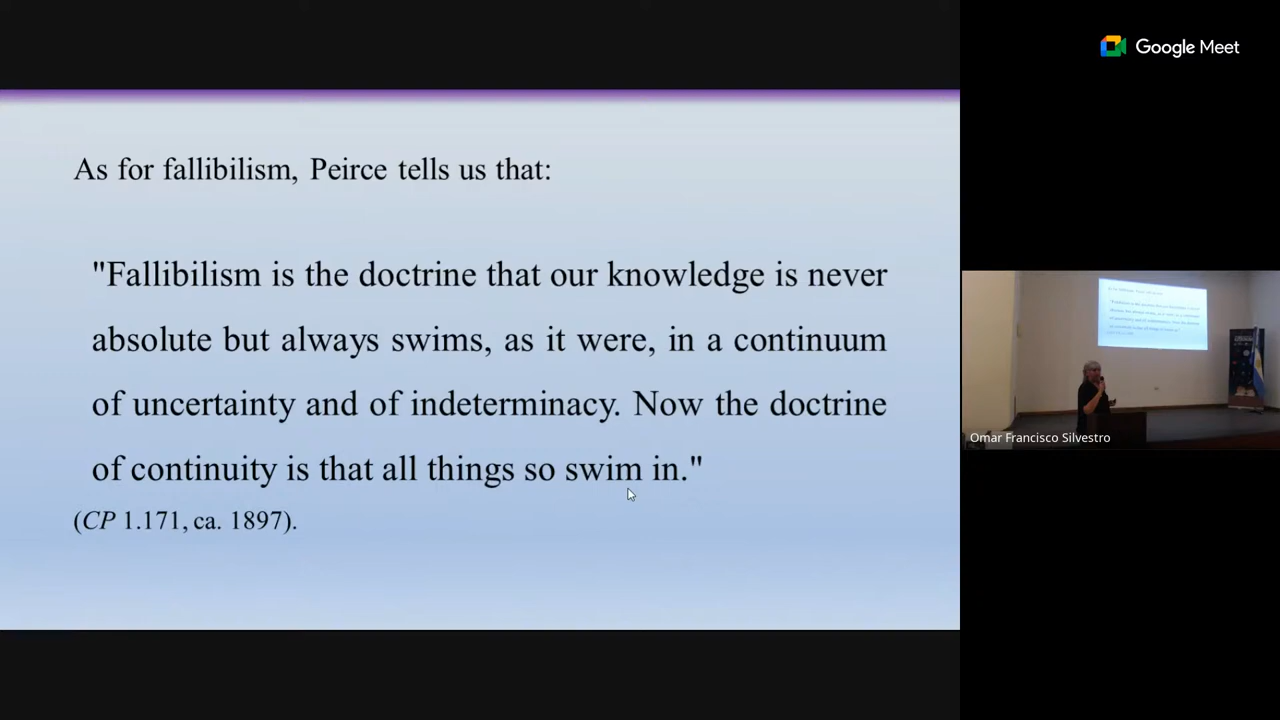 Google Meet
As for fallibilism, Peirce tells us that:
"Fallibilism is the doctrine that our knowledge is never
absolute but always swims, as it were, in a continuum
of uncertainty and of indeterminacy. Now the doctrine
of continuity is that all things so swim in."
(CP 1.171, ca. 1897).
Omar Francisco Silvestro